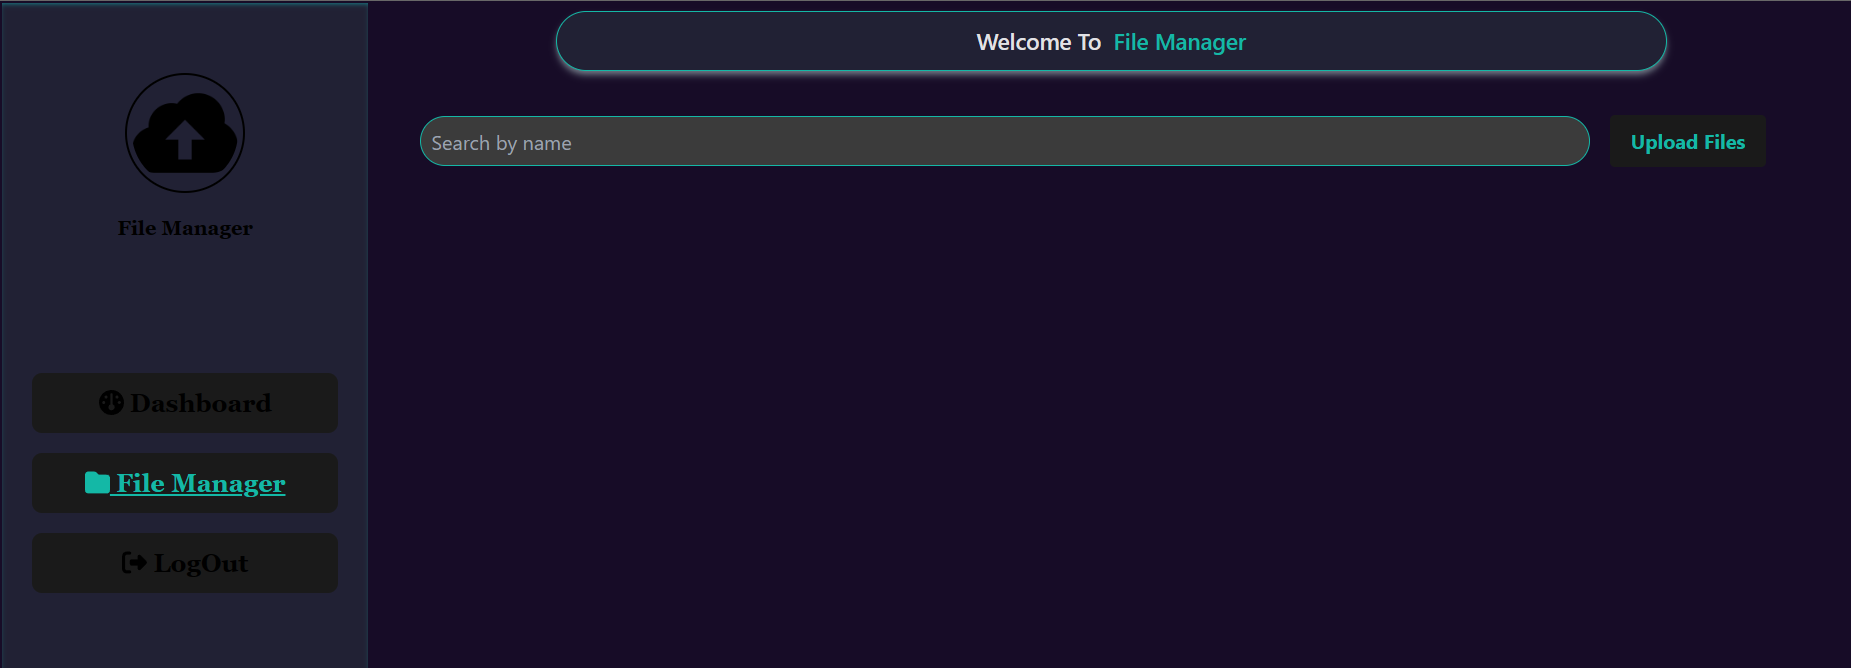 File Manager
Dashboard
File Manager
LogOut
Welcome To File Manager
Search by name
Upload Files